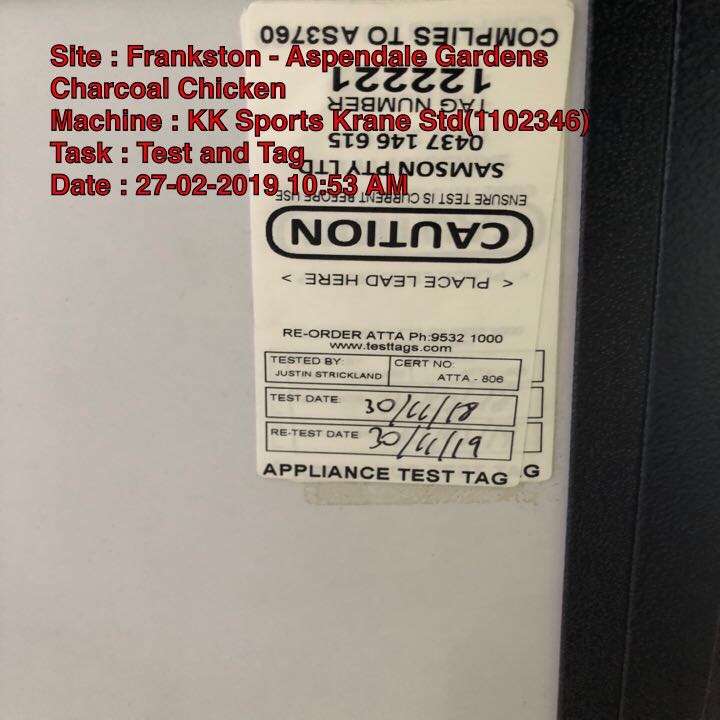 Site : Frankston - Aspendale Gardens
Charcoal Chicken
Machine : KK Sports Krane Std(1102346)
Task : Test and Tag
Date : 27-02-2019 10:53 AM
COMPLIES TO AS3760
122221
TAG NUMBER
0437 146 615
SAMSON PTY LTD
ENSURE TEST IS CURRENT BEFORE USE
CAUTION
< PLACE LEAD HERE >
RE-ORDER ATTA Ph:9532 1000
www.testtags.com
TESTED BY: CERT NO:
JUSTIN STRICKLAND ATTA - 806
TEST DATE: 30/11/18
RE-TEST DATE 30/11/19
APPLIANCE TEST TAG G